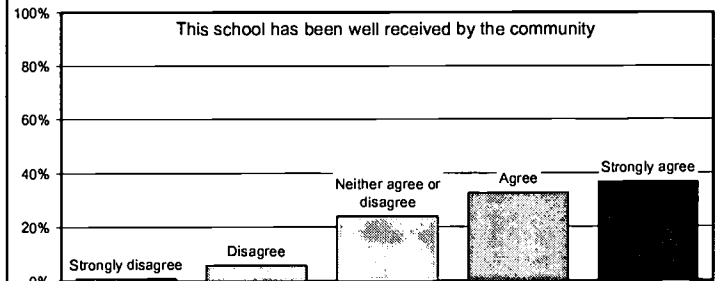 This school has been well received by the community
100%
80%
60%
40%
20%
0%
Strongly disagree
Disagree
Neither agree or
disagree
Agree
Strongly agree